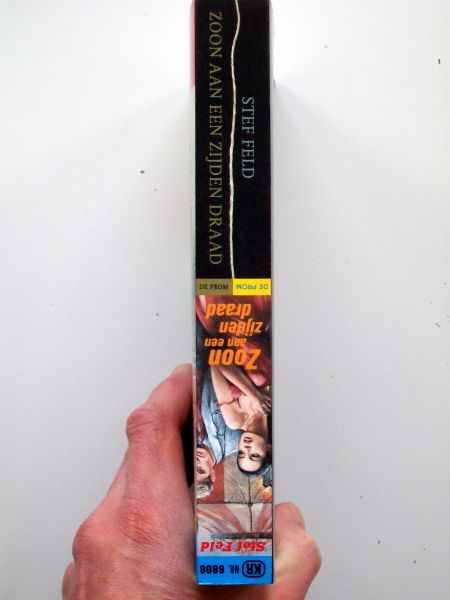 ZOON AAN EEN ZIJDEN DRAAD
STEF FELD
DE PROM
DE PROM
Zoon
aan een
zijden
draad
Stef Feld
KR NR. 6808